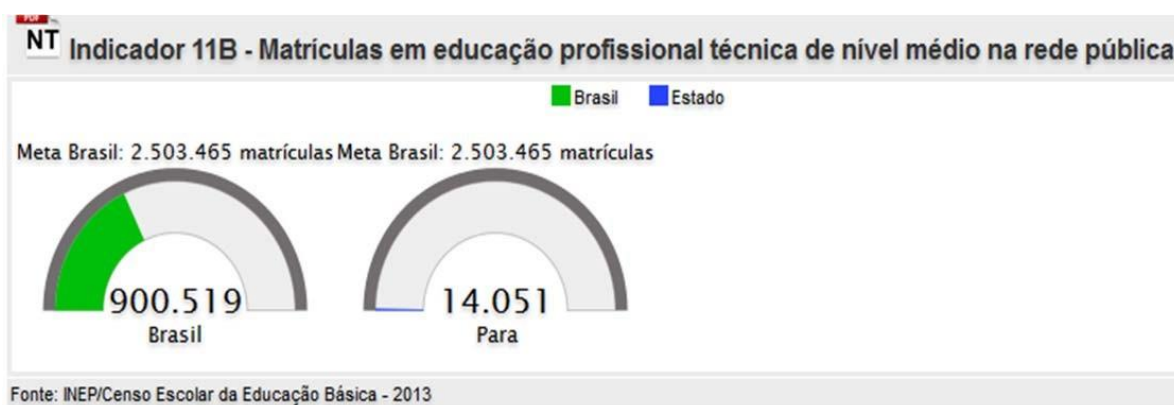 PDF
NT Indicador 11B - Matrículas em educação profissional técnica de nível médio na rede pública
Brasil Estado
Meta Brasil: 2.503.465 matrículas Meta Brasil: 2.503.465 matrículas
900.519 14.051
Brasil Para
Fonte: INEP/Censo Escolar da Educação Básica - 2013